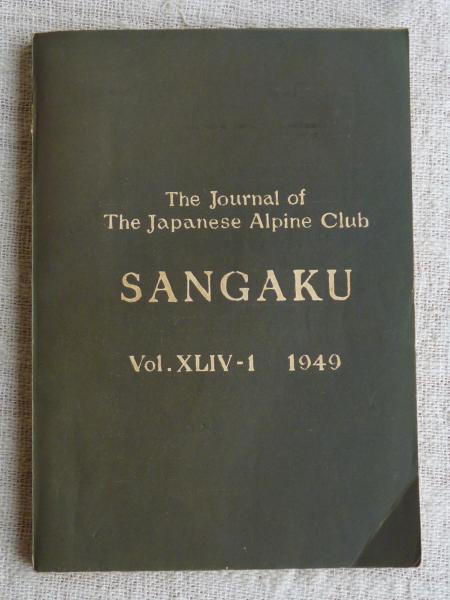 The Journal of
The Japanese Alpine Club
SANGAKU
Vol. XLIV-1 1949